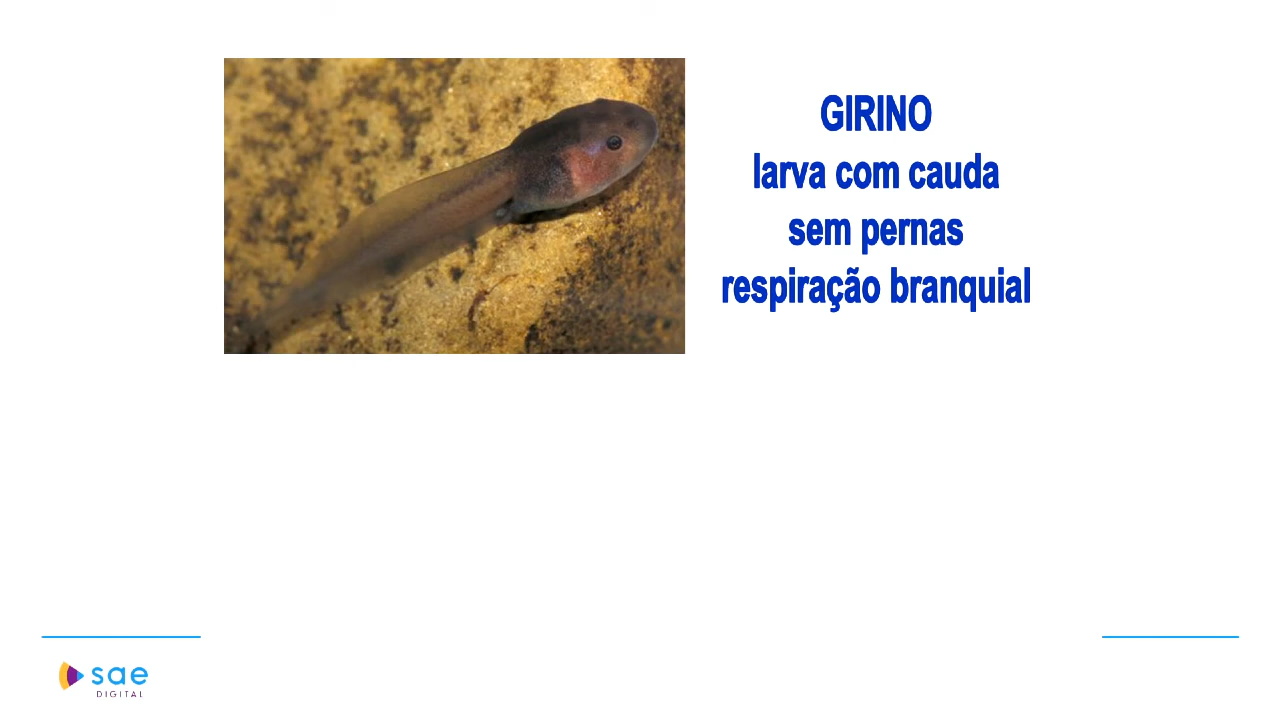 GIRINO
larva com cauda
sem pernas
respiração branquial
sae
DIGITAL